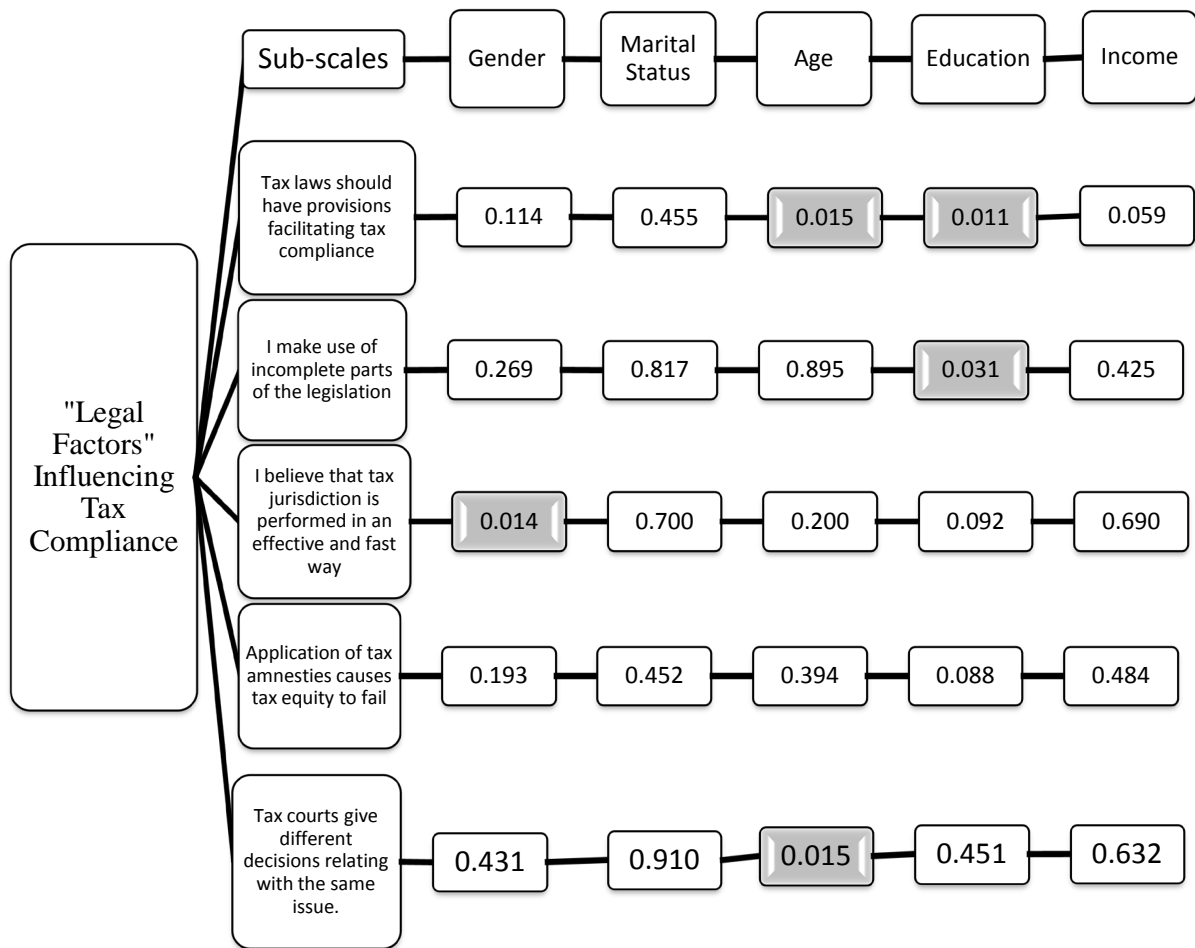 Sub-scales
Gender
Marital
Status
Age
Education
Income
"Legal
Factors"
Influencing
Tax
Compliance
Tax laws should
have provisions
facilitating tax
compliance
0.114
0.455
0.015
0.011
0.059
I make use of
incomplete parts
of the legislation
0.269
0.817
0.895
0.031
0.425
I believe that tax
jurisdiction is
performed in an
effective and fast
way
0.014
0.700
0.200
0.092
0.690
Application of tax
amnesties causes
tax equity to fail
0.193
0.452
0.394
0.088
0.484
Tax courts give
different
decisions relating
with the same
issue.
0.431
0.910
0.015
0.451
0.632